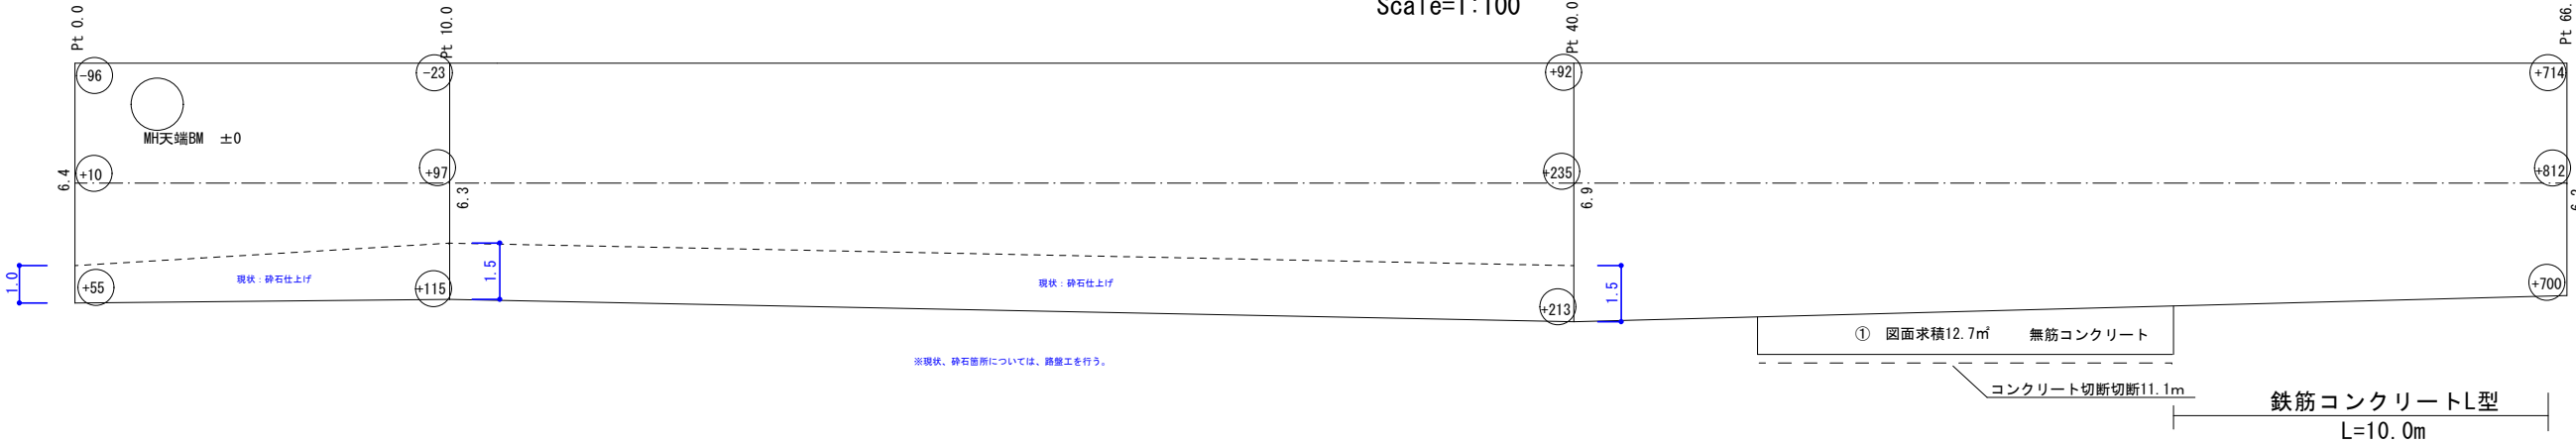 Scale=1:100
Pt 0.0
Pt 10.0
Pt 40.0
Pt 66.
-96
-23
+92
+714
MH天端BM ±0
6.4
+10
+97
6.3
+235
6.9
+812
1.0
現状：砕石仕上げ
1.5
現状：砕石仕上げ
1.5
+55
+115
+213
+700
① 図面求積12.7㎡ 無筋コンクリート
※現状、砕石箇所については、路盤工を行う。
コンクリート切断切断11.1m
鉄筋コンクリートL型
L=10.0m